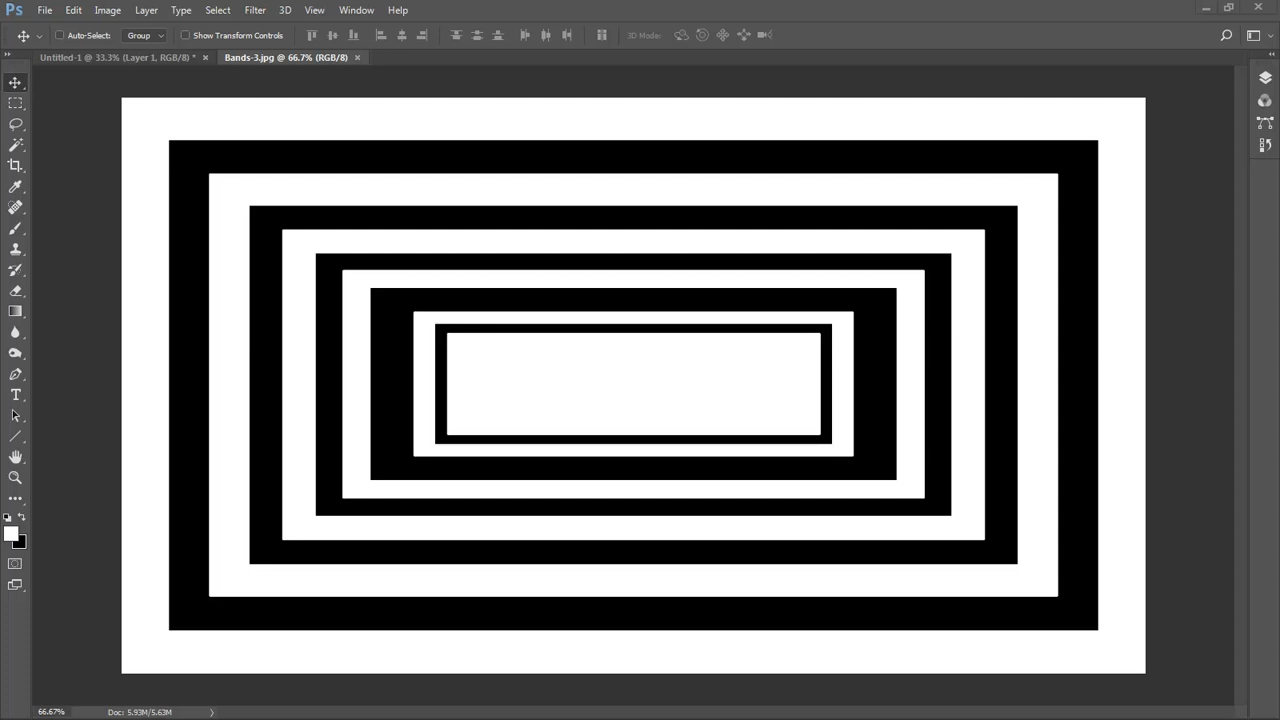 Ps File Edit Image Layer Type Select Filter 3D View Window Help
Auto-Select: Group Show Transform Controls 3D Mode:
Untitled-1 @ 33.3% (Layer 1, RGB/8) * × Bands-3.jpg @ 66.7% (RGB/8) ×
T
66.67% Doc: 5.93M/5.63M